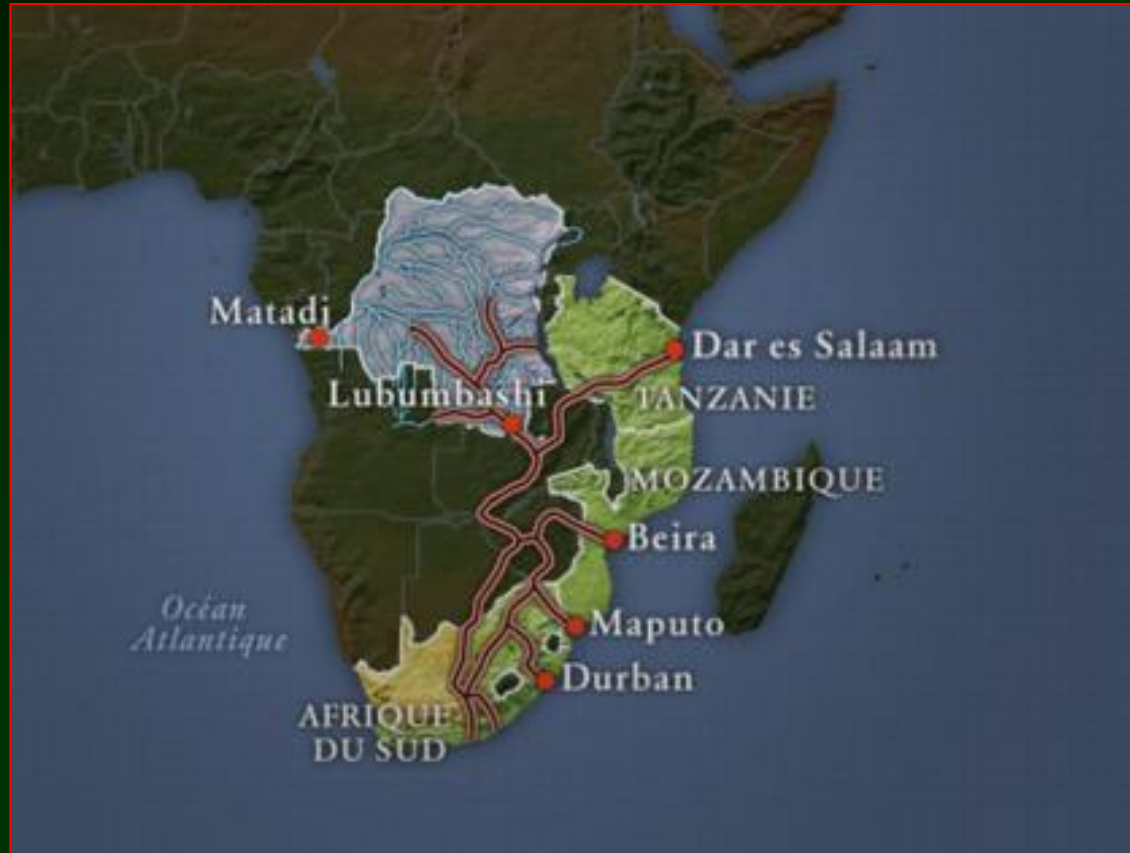 Matadi
Dar es Salaam
Lubumbashi
TANZANIE
MOZAMBIQUE
Beira
Océan
Atlantique
Maputo
Durban
AFRIQUE
DU SUD